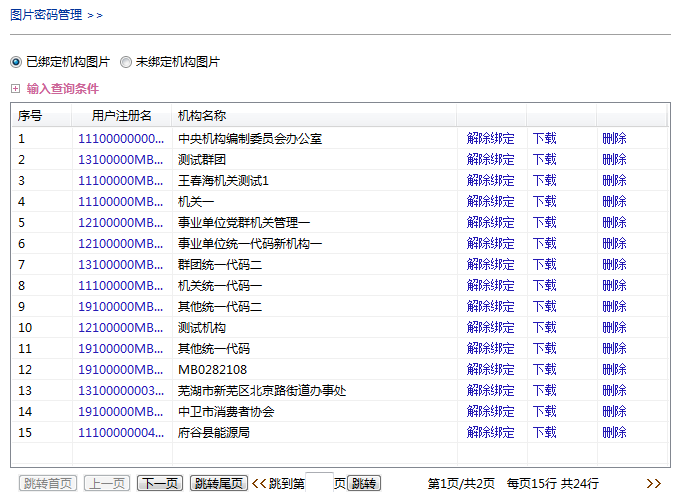 图片密码管理 >>
已绑定机构图片 未绑定机构图片
输入查询条件
序号 用户注册名 机构名称
1 11100000000... 中央机构编制委员会办公室 解除绑定 下载 删除
2 13100000MB... 测试群团 解除绑定 下载 删除
3 11100000MB... 王春海机关测试1 解除绑定 下载 删除
4 11100000MB... 机关一 解除绑定 下载 删除
5 12100000MB... 事业单位党群机关管理一 解除绑定 下载 删除
6 12100000MB... 事业单位统一代码新机构一 解除绑定 下载 删除
7 13100000MB... 群团统一代码二 解除绑定 下载 删除
8 11100000MB... 机关统一代码一 解除绑定 下载 删除
9 19100000MB... 其他统一代码二 解除绑定 下载 删除
10 12100000MB... 测试机构 解除绑定 下载 删除
11 19100000MB... 其他统一代码 解除绑定 下载 删除
12 19100000MB... MB0282108 解除绑定 下载 删除
13 13100000003... 芜湖市新芜区北京路街道办事处 解除绑定 下载 删除
14 19100000MB... 中卫市消费者协会 解除绑定 下载 删除
15 11100000004... 府谷县能源局 解除绑定 下载 删除
跳转首页 上一页 下一页 跳转尾页 << 跳到第 页 跳转 第1页/共2页 每页15行 共24行 >>